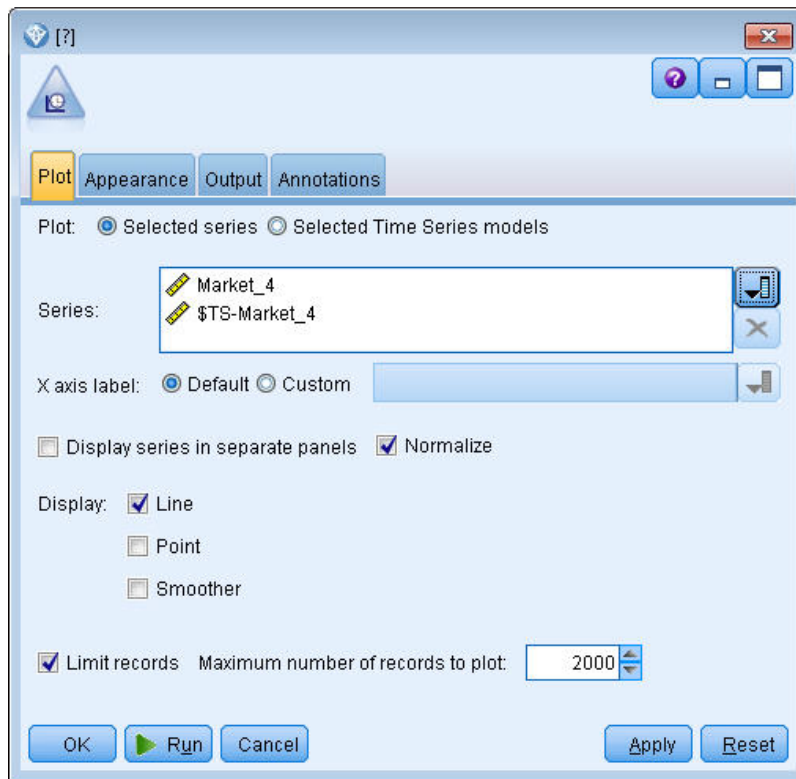 [?]
Plot Appearance Output Annotations
Plot: Selected series Selected Time Series models
Series:
Market_4
$TS-Market_4
X axis label: Default Custom
Display series in separate panels Normalize
Display: Line
Point
Smoother
Limit records Maximum number of records to plot: 2000
OK Run Cancel Apply Reset